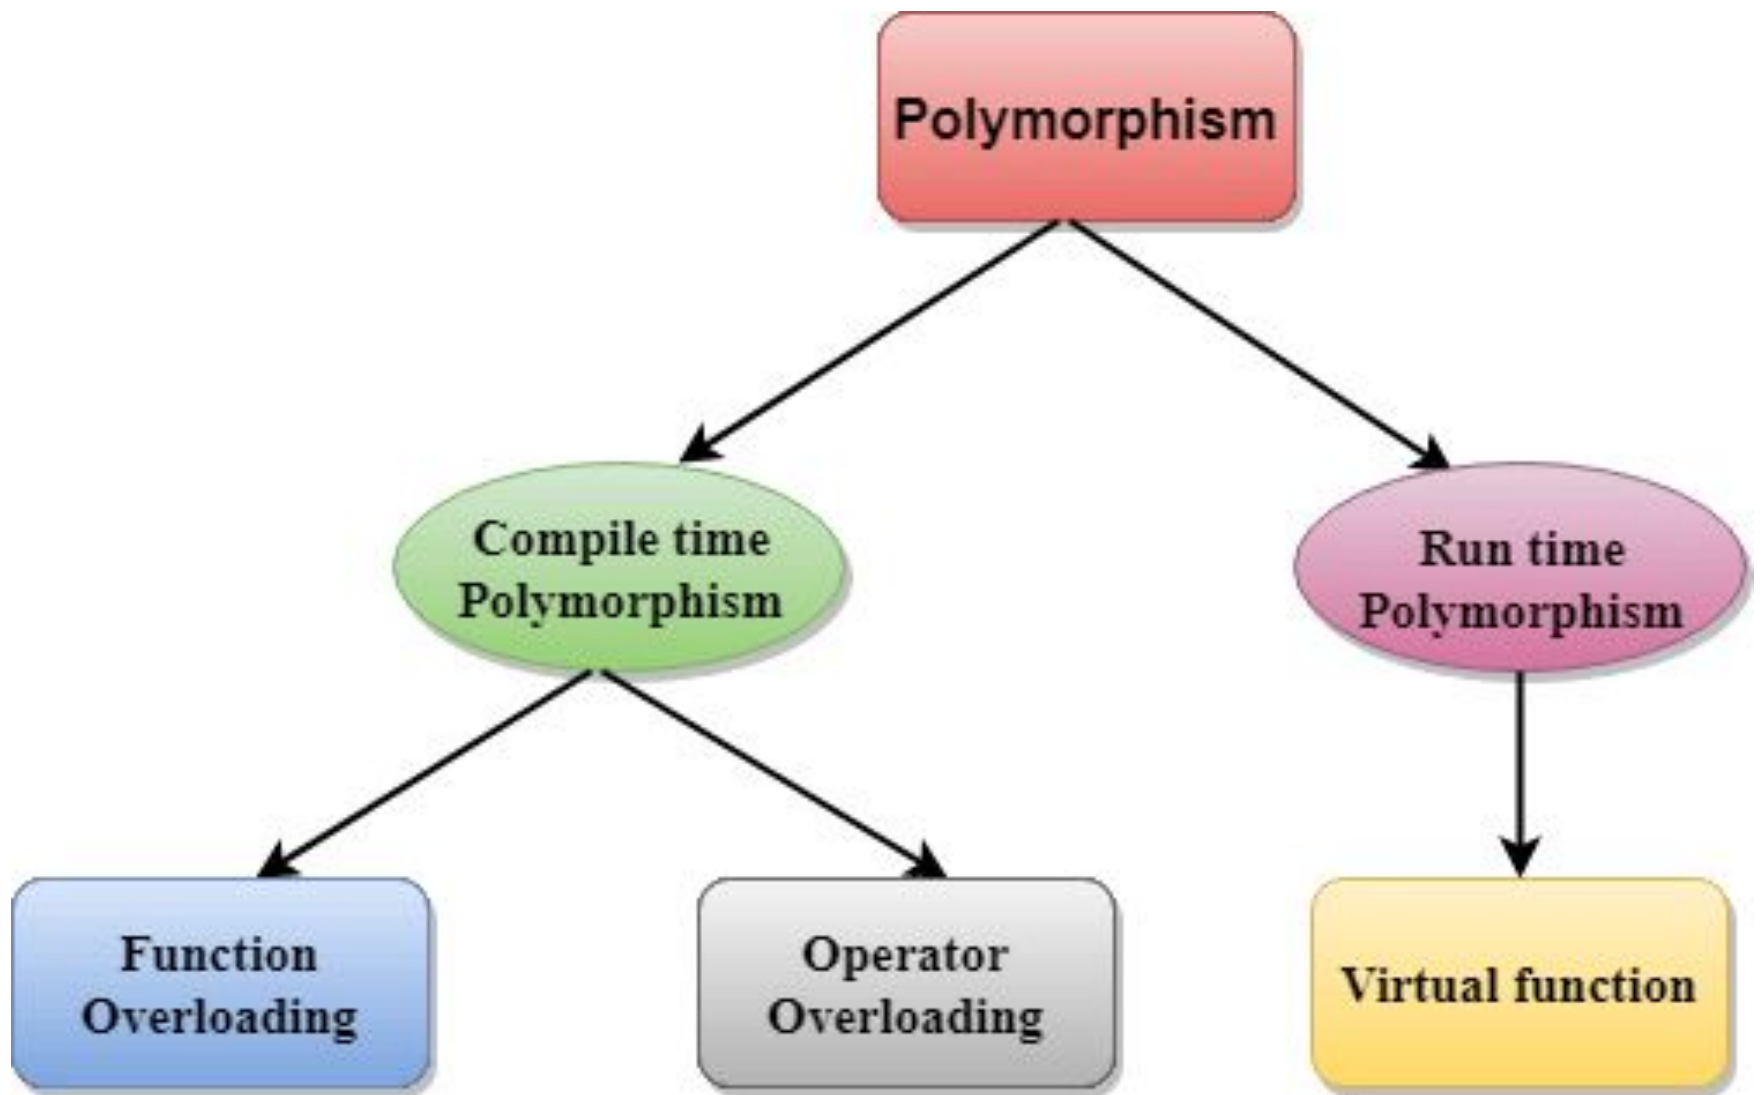 Polymorphism
Compile time
Polymorphism
Run time
Polymorphism
Function
Overloading
Operator
Overloading
Virtual function